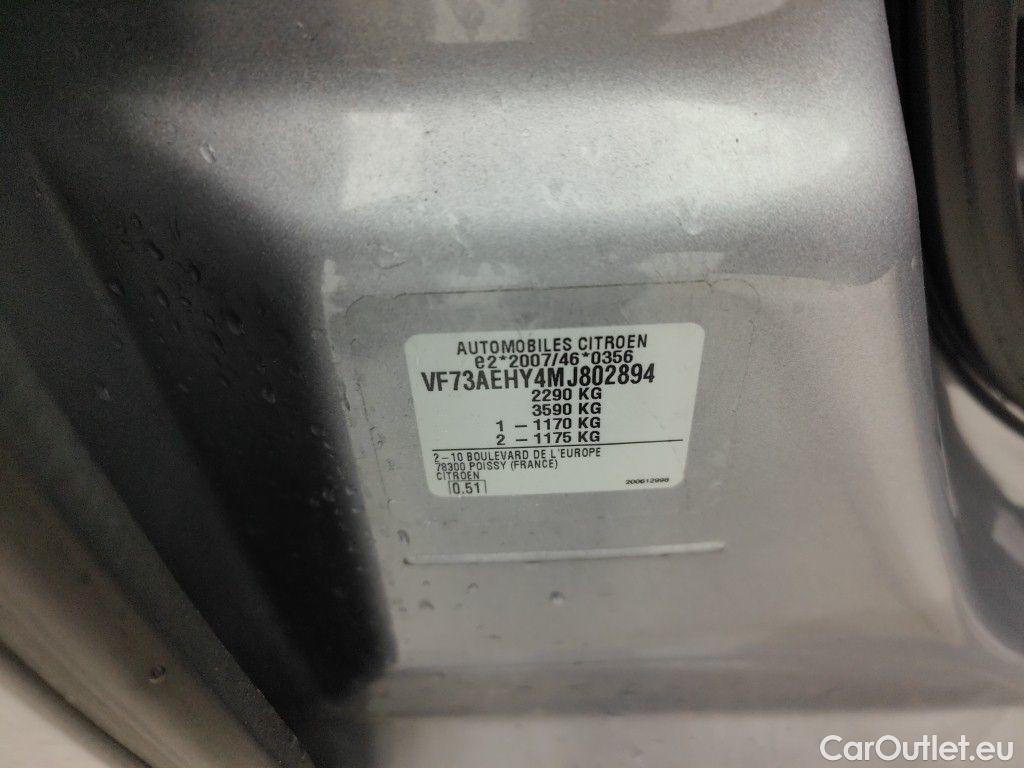 AUTOMOBILES CITROEN
e2*2007/46*0356
VF73AEHY4MJ802894
2290 KG
3590 KG
1 – 1170 KG
2 – 1175 KG
2–10 BOULEVARD DE L'EUROPE
78300 POISSY (FRANCE)
CITROEN
0.51
200612998
CarOutlet.eu